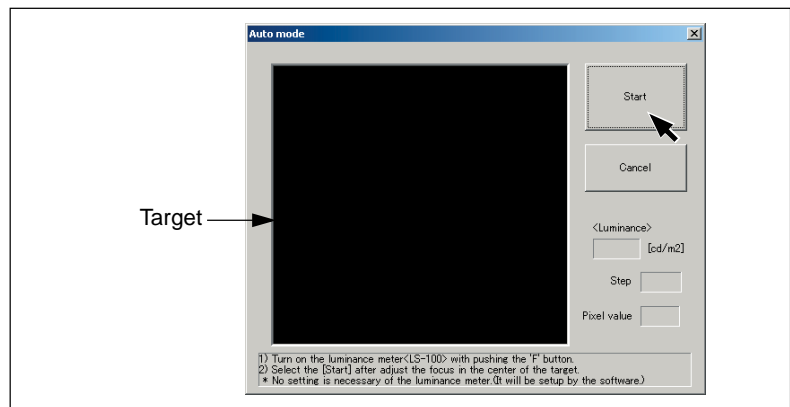 Auto mode
Start
Cancel
Target
<Luminance>
[cd/m2]
Step
Pixel value
1) Turn on the luminance meter<LS-100> with pushing the 'F' button.
2) Select the [Start] after adjust the focus in the center of the target.
* No setting is necessary of the luminance meter.(It will be setup by the software.)